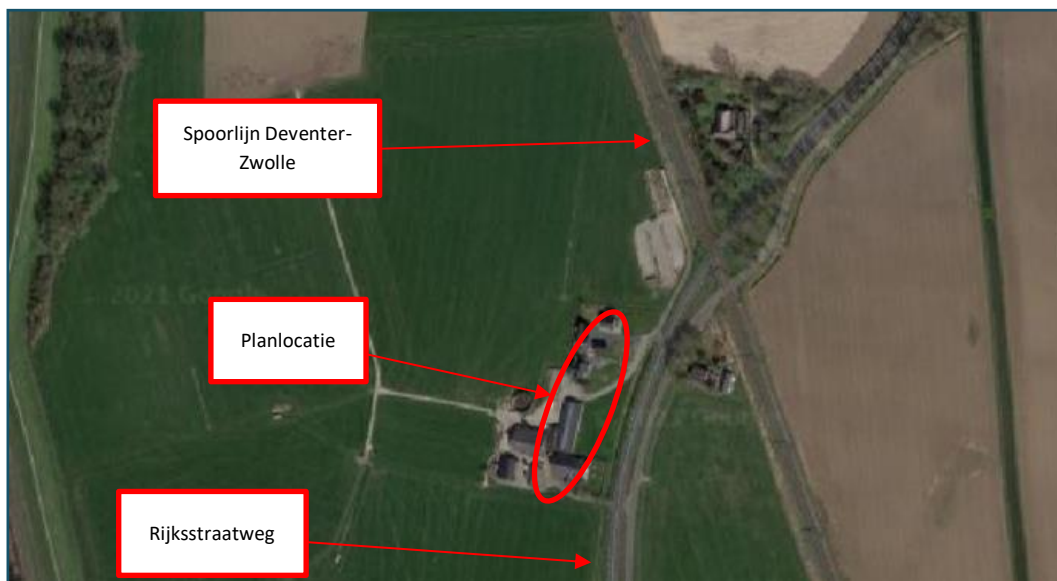 Spoorlijn Deventer-
Zwolle
Planlocatie
Rijksstraatweg